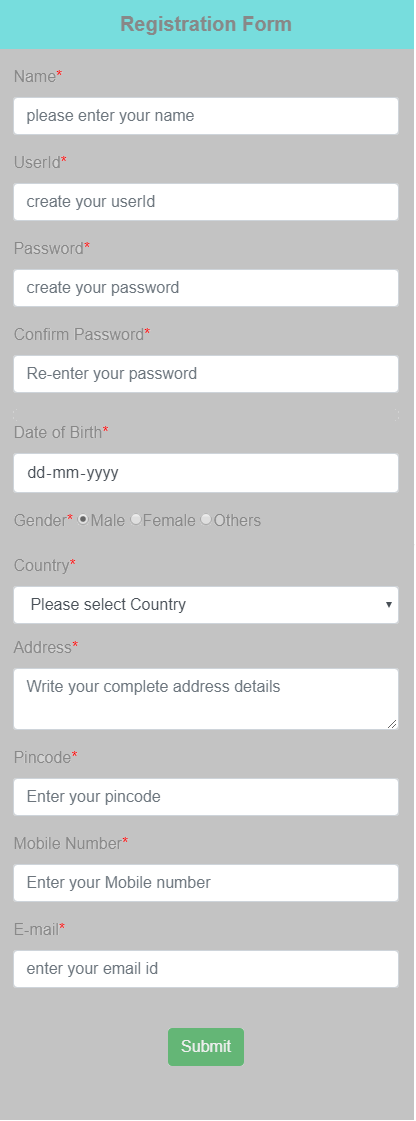 Registration Form
Name*
please enter your name
UserId*
create your userId
Password*
create your password
Confirm Password*
Re-enter your password
Date of Birth*
dd-mm-yyyy
Gender* Male Female Others
Country*
Please select Country
Address*
Write your complete address details
Pincode*
Enter your pincode
Mobile Number*
Enter your Mobile number
E-mail*
enter your email id
Submit